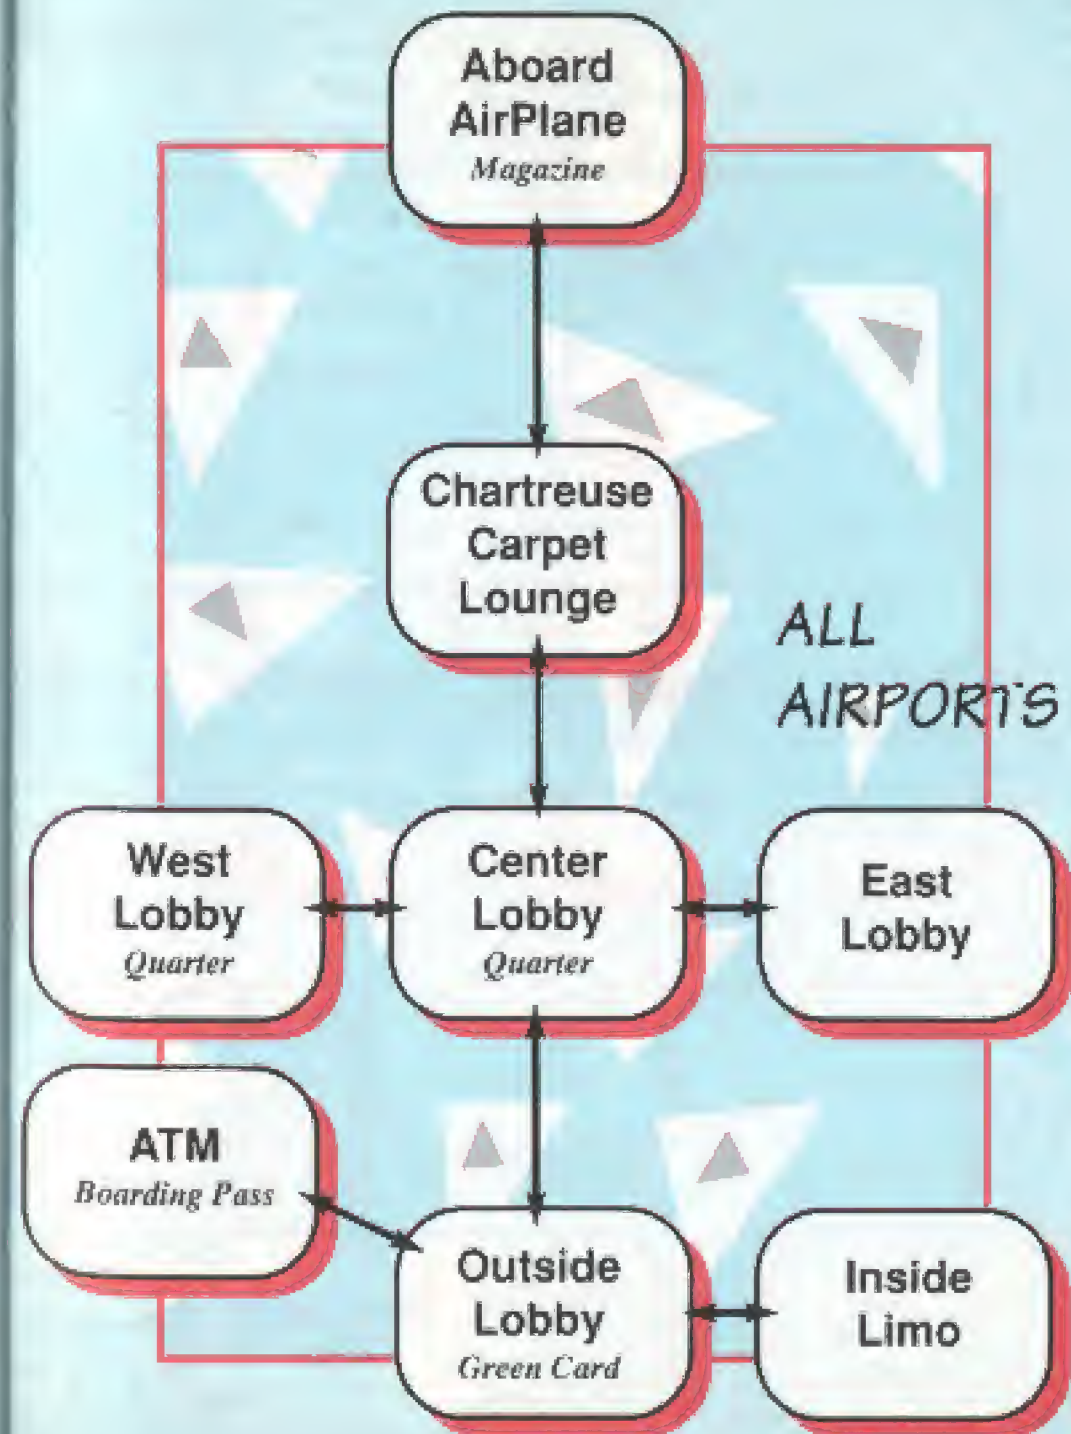 Aboard
AirPlane
Magazine
Chartreuse
Carpet
Lounge
ALL
AIRPORTS
West
Lobby
Quarter
Center
Lobby
Quarter
East
Lobby
ATM
Boarding Pass
Outside
Lobby
Green Card
Inside
Limo